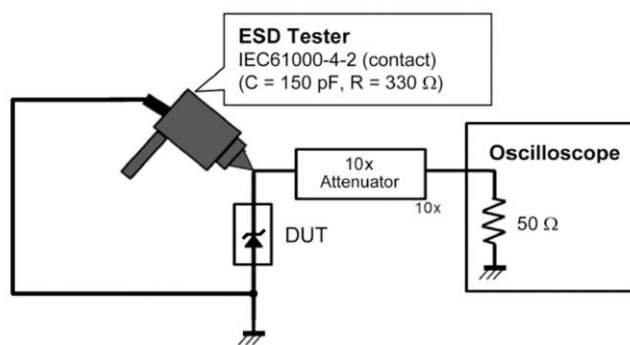 ESD Tester
IEC61000-4-2 (contact)
(C = 150 pF, R = 330 Ω)
Oscilloscope
10x
Attenuator
10x
50 Ω
DUT